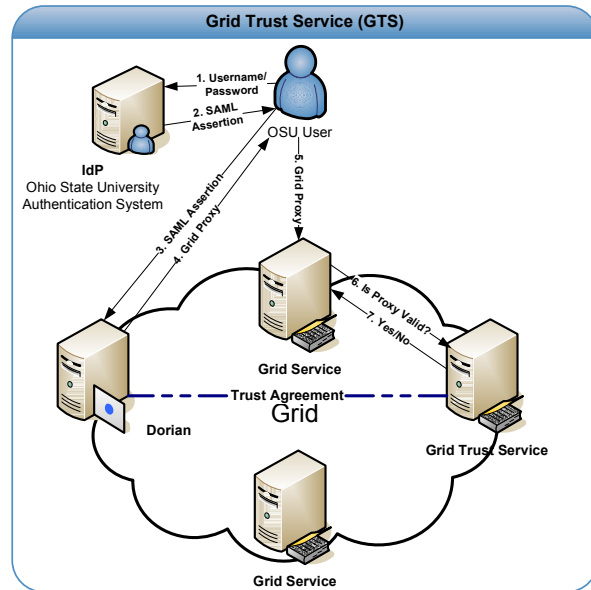 Grid Trust Service (GTS)
1. Username/
Password
2. SAML
Assertion
OSU User
IdP
Ohio State University
Authentication System
3. SAML Assertion
4. Grid Proxy
5. Grid Proxy
6. Is Proxy Valid?
7. Yes/No
Grid Service
Trust Agreement
Grid
Dorian
Grid Trust Service
Grid Service